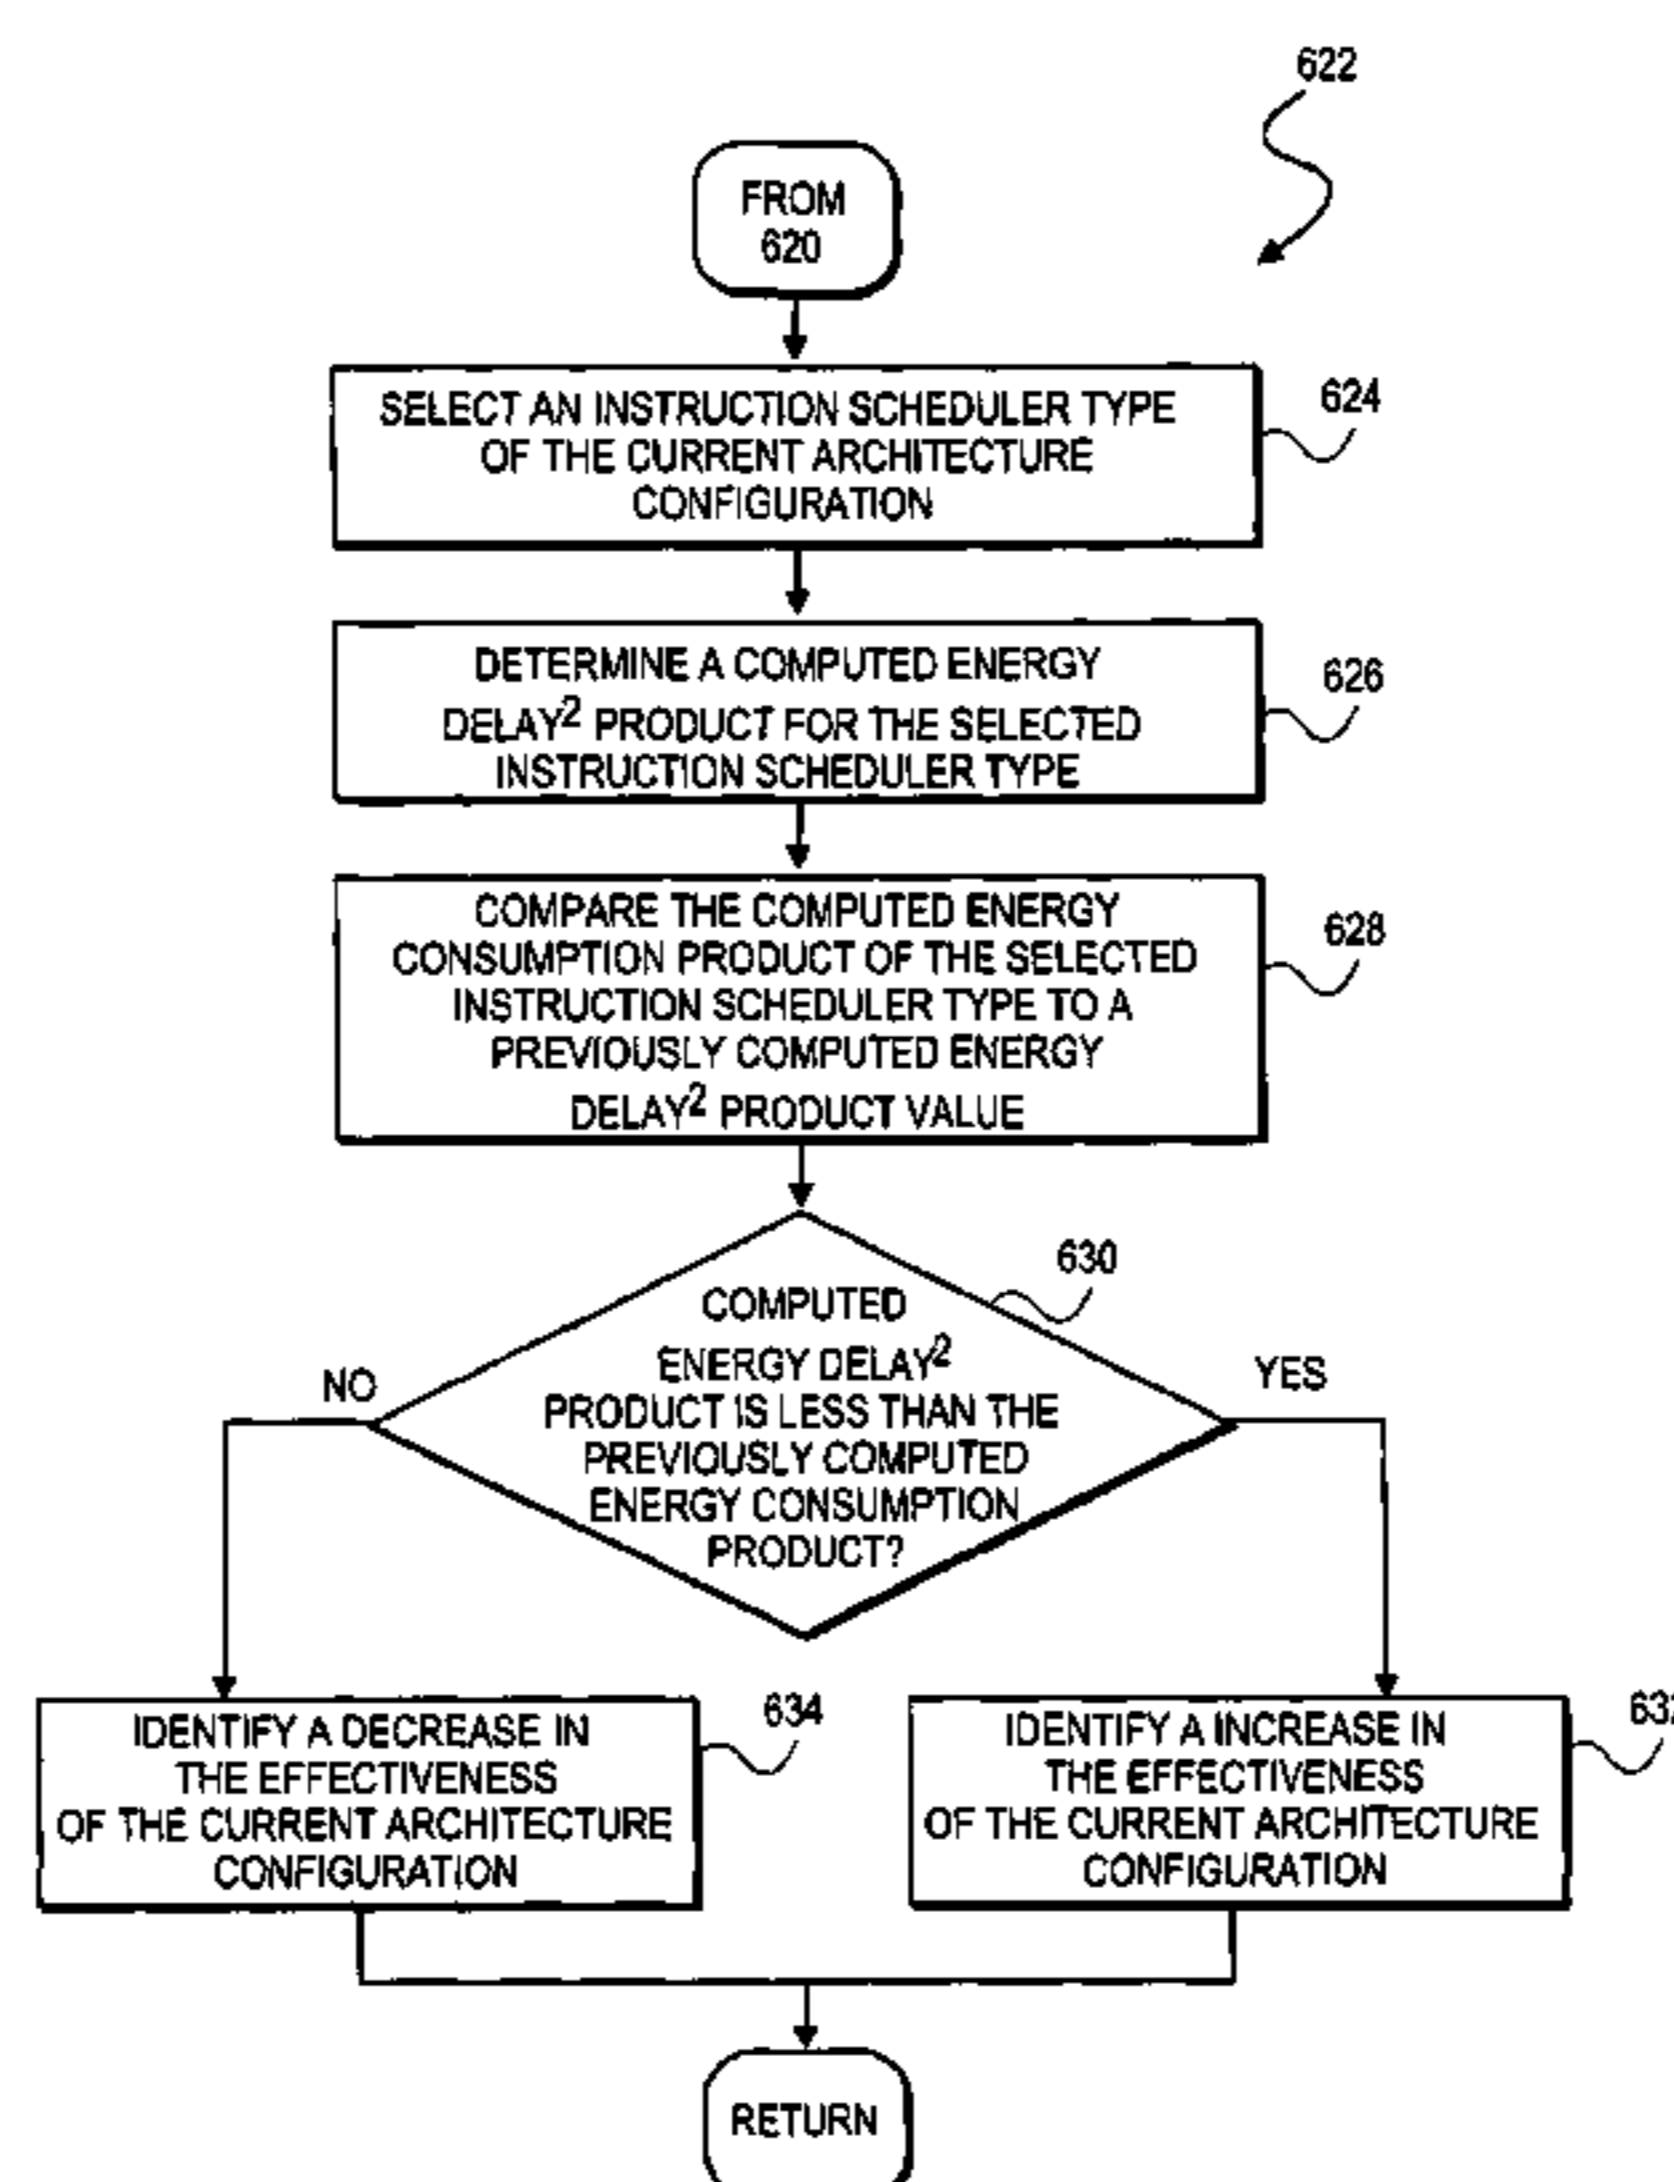 622
FROM
620
SELECT AN INSTRUCTION SCHEDULER TYPE
OF THE CURRENT ARCHITECTURE
CONFIGURATION
624
DETERMINE A COMPUTED ENERGY
DELAY² PRODUCT FOR THE SELECTED
INSTRUCTION SCHEDULER TYPE
626
COMPARE THE COMPUTED ENERGY
CONSUMPTION PRODUCT OF THE SELECTED
INSTRUCTION SCHEDULER TYPE TO A
PREVIOUSLY COMPUTED ENERGY
DELAY² PRODUCT VALUE
628
630
COMPUTED
ENERGY DELAY²
PRODUCT IS LESS THAN THE
PREVIOUSLY COMPUTED
ENERGY CONSUMPTION
PRODUCT?
NO
YES
IDENTIFY A DECREASE IN
THE EFFECTIVENESS
OF THE CURRENT ARCHITECTURE
CONFIGURATION
634
IDENTIFY A INCREASE IN
THE EFFECTIVENESS
OF THE CURRENT ARCHITECTURE
CONFIGURATION
632
RETURN